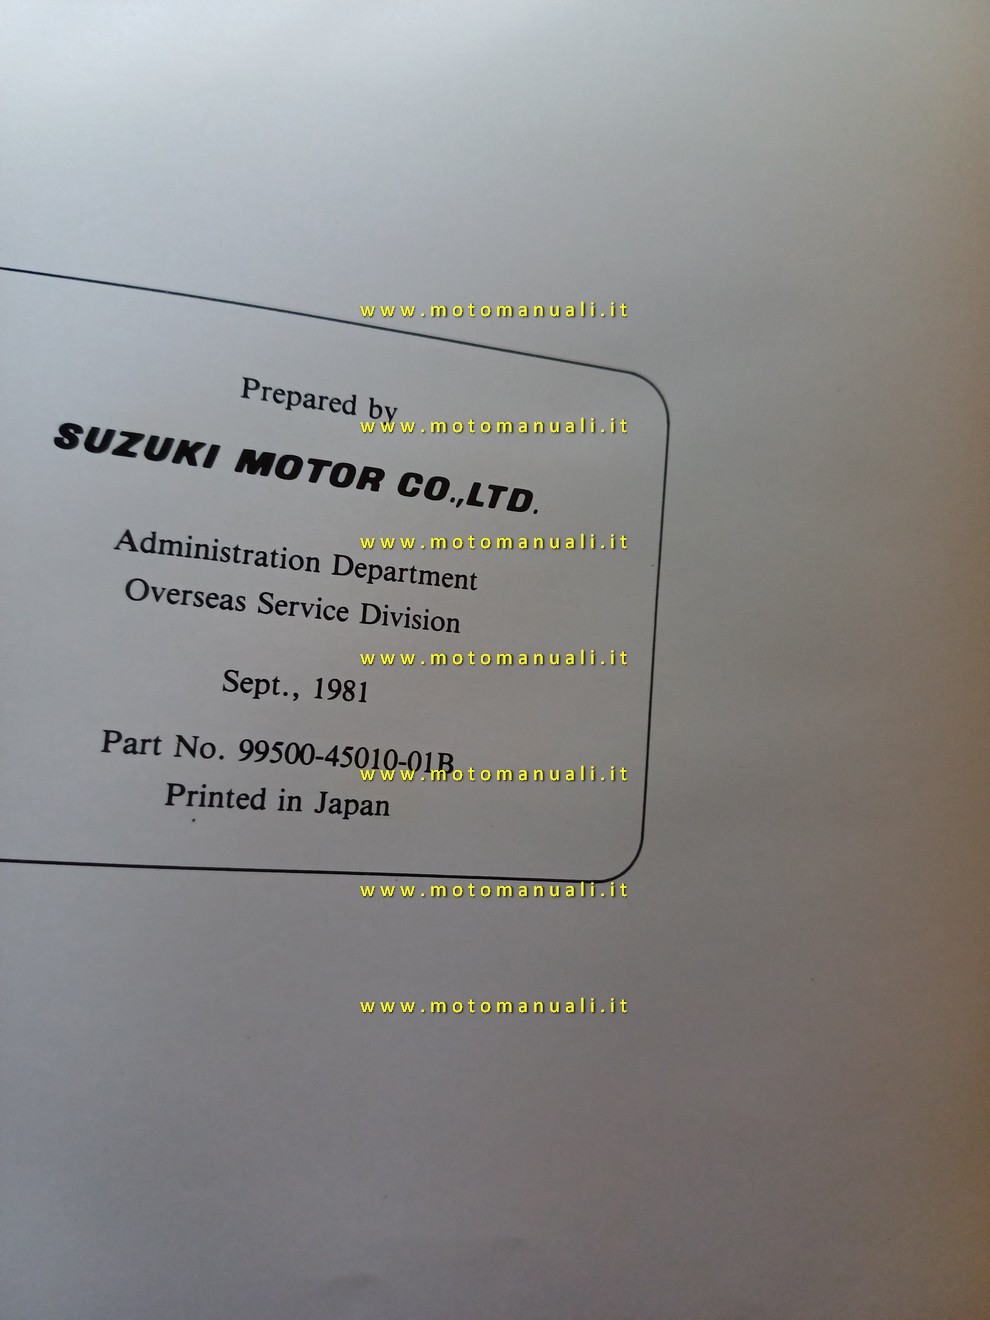 www.motomanuali.it
Prepared by
www.motomanuali.it
SUZUKI MOTOR CO.,LTD.
www.motomanuali.it
Administration Department
Overseas Service Division
www.motomanuali.it
Sept., 1981
Part No. 99500-45010-01B
www.motomanuali.it
Printed in Japan
www.motomanuali.it
www.motomanuali.it